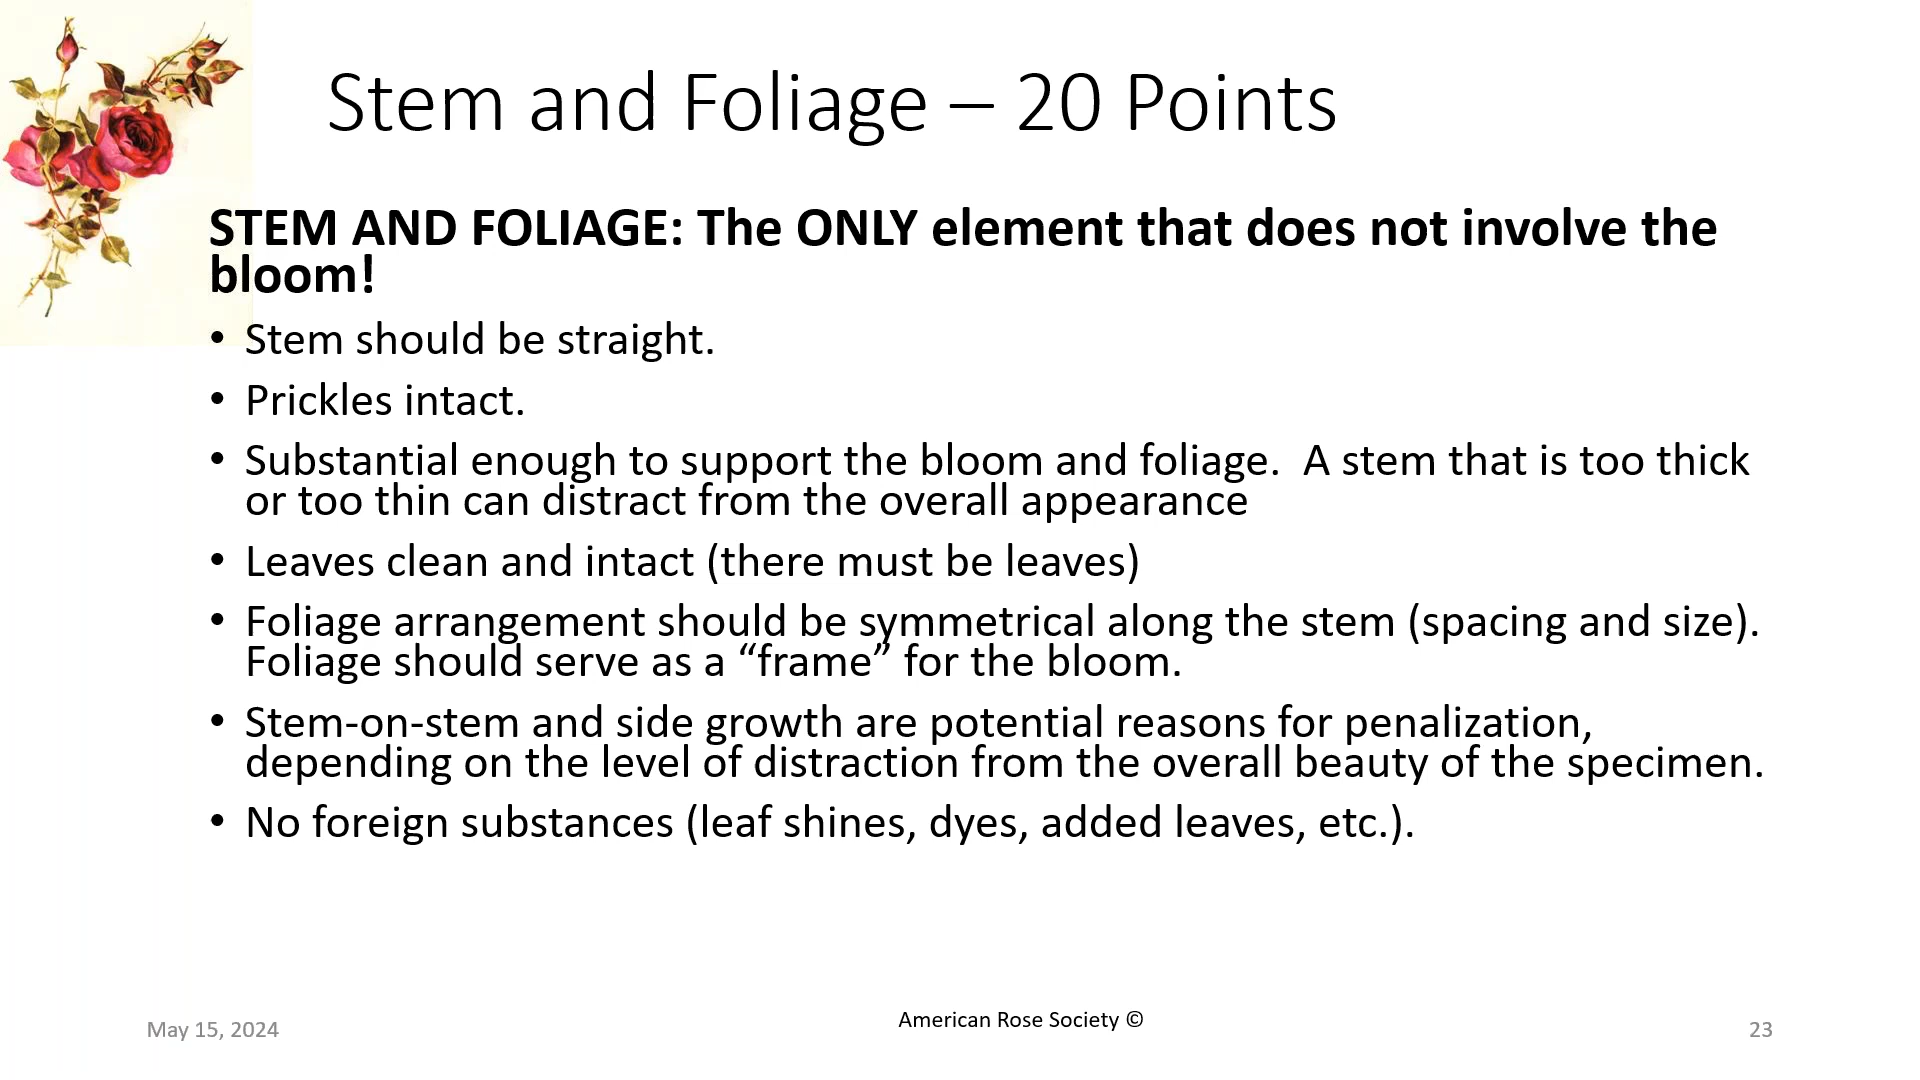 Stem and Foliage – 20 Points
STEM AND FOLIAGE: The ONLY element that does not involve the
bloom!
• Stem should be straight.
• Prickles intact.
• Substantial enough to support the bloom and foliage.  A stem that is too thick
or too thin can distract from the overall appearance
• Leaves clean and intact (there must be leaves)
• Foliage arrangement should be symmetrical along the stem (spacing and size).
Foliage should serve as a “frame” for the bloom.
• Stem-on-stem and side growth are potential reasons for penalization,
depending on the level of distraction from the overall beauty of the specimen.
• No foreign substances (leaf shines, dyes, added leaves, etc.).
May 15, 2024
American Rose Society ©
23